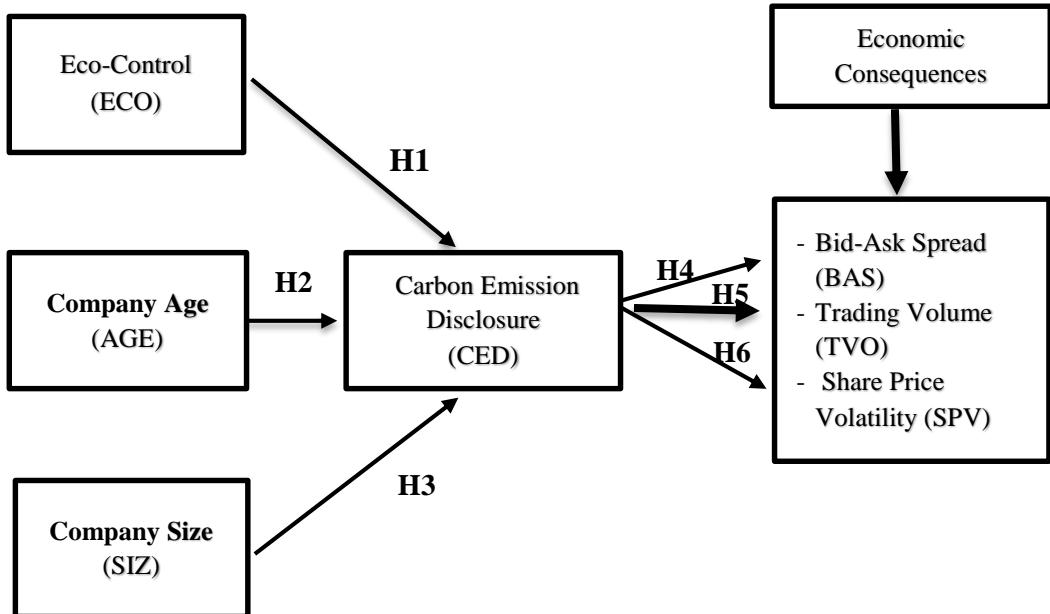 Eco-Control
(ECO)
Economic
Consequences
H1
Company Age
(AGE)
H2
Carbon Emission
Disclosure
(CED)
H4
H5
H6
- Bid-Ask Spread
(BAS)
- Trading Volume
(TVO)
- Share Price
Volatility (SPV)
H3
Company Size
(SIZ)